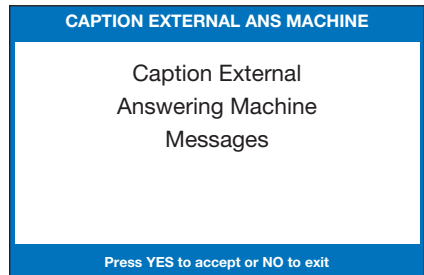 CAPTION EXTERNAL ANS MACHINE
Caption External
Answering Machine
Messages
Press YES to accept or NO to exit